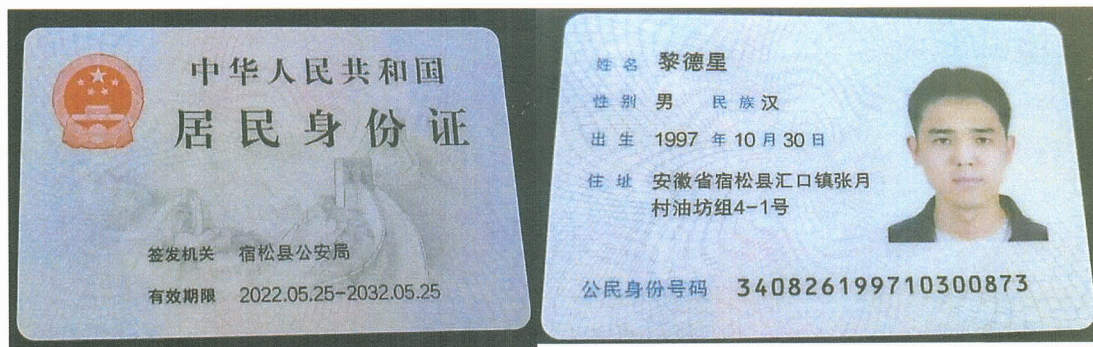 中华人民共和国
居民身份证
签发机关 宿松县公安局
有效期限 2022.05.25-2032.05.25
姓名 黎德星
性别 男 民族 汉
出生 1997 年 10 月 30 日
住址 安徽省宿松县汇口镇张月
村油坊组4-1号
公民身份号码 340826199710300873